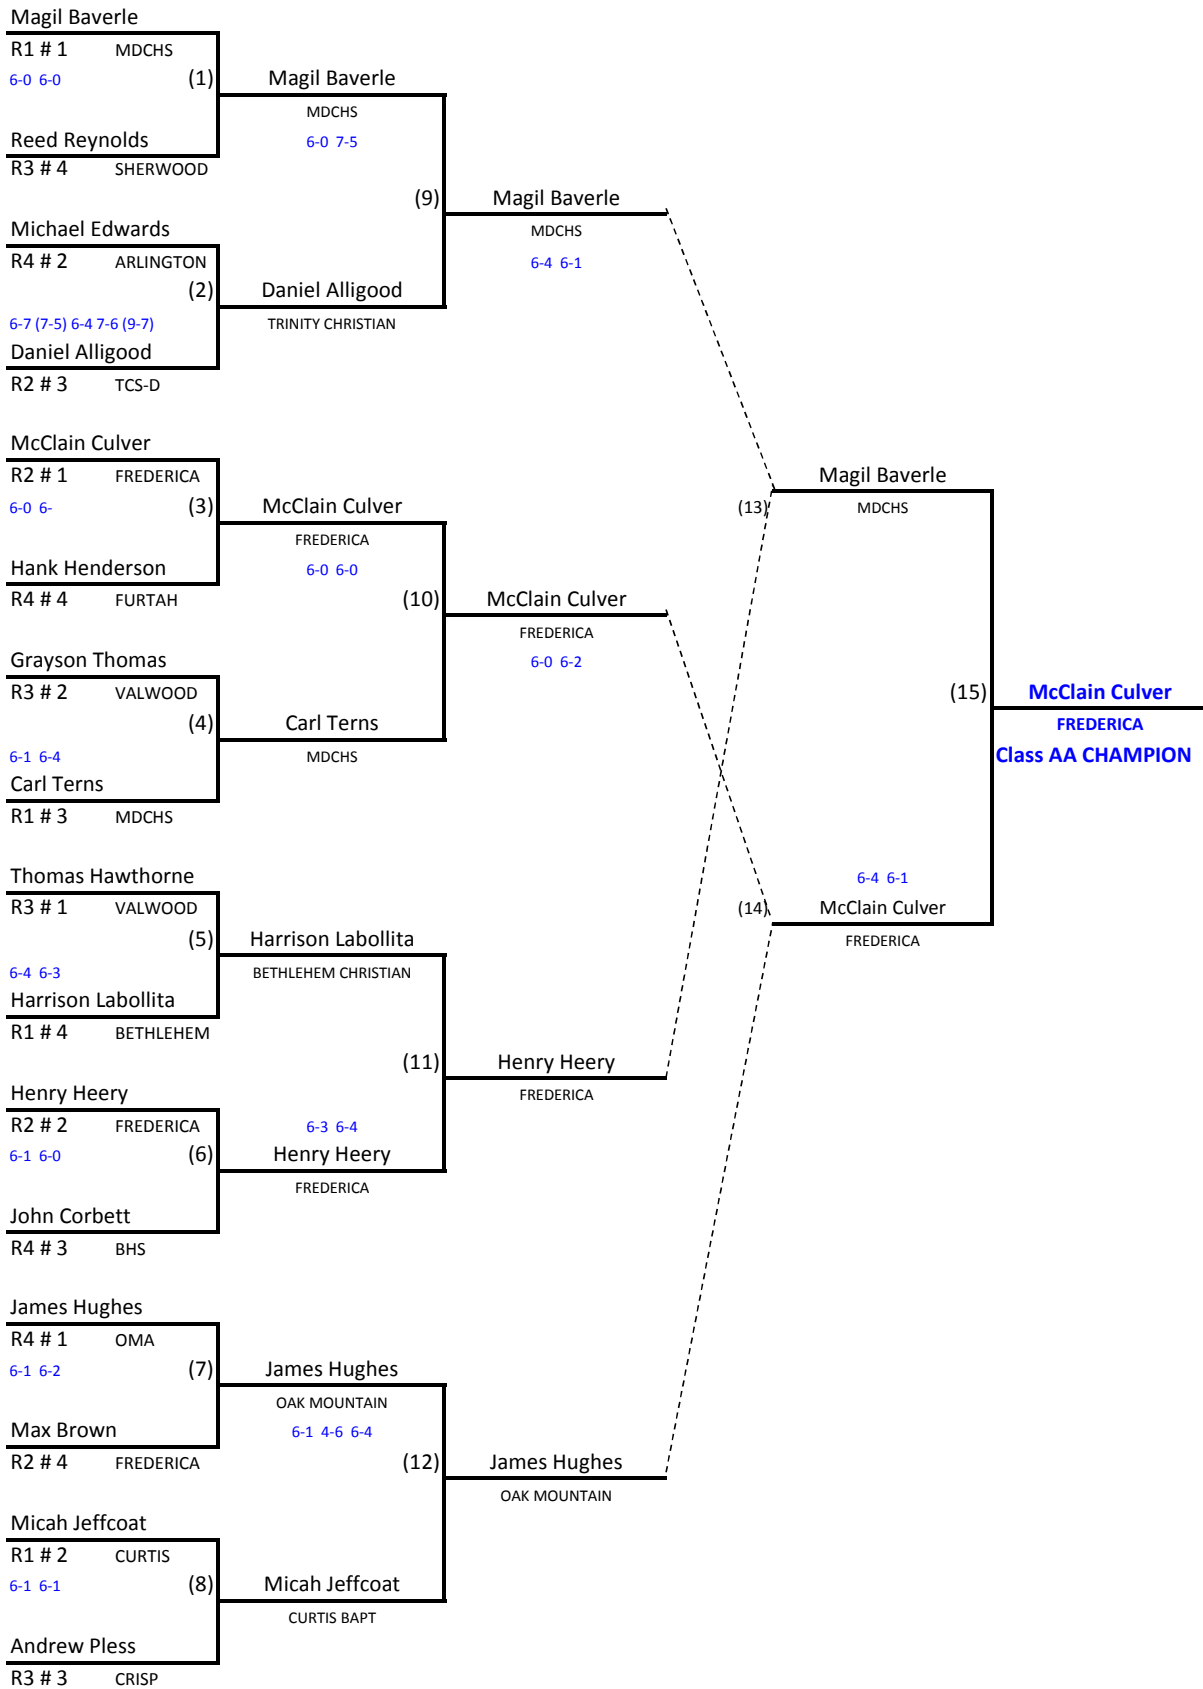 Magil Baverle
R1 # 1 MDCHS
6-0 6-0 (1)
Reed Reynolds
R3 # 4 SHERWOOD
Michael Edwards
R4 # 2 ARLINGTON
(2)
6-7 (7-5) 6-4 7-6 (9-7)
Daniel Alligood
R2 # 3 TCS-D
McClain Culver
R2 # 1 FREDERICA
6-0 6- (3)
Hank Henderson
R4 # 4 FURTAH
Grayson Thomas
R3 # 2 VALWOOD
(4)
6-1 6-4
Carl Terns
R1 # 3 MDCHS
Thomas Hawthorne
R3 # 1 VALWOOD
(5)
6-4 6-3
Harrison Labollita
R1 # 4 BETHLEHEM
Henry Heery
R2 # 2 FREDERICA
6-1 6-0 (6)
John Corbett
R4 # 3 BHS
James Hughes
R4 # 1 OMA
6-1 6-2 (7)
Max Brown
R2 # 4 FREDERICA
Micah Jeffcoat
R1 # 2 CURTIS
6-1 6-1 (8)
Andrew Pless
R3 # 3 CRISP
Magil Baverle
MDCHS
6-0 7-5
(9)
Daniel Alligood
TRINITY CHRISTIAN
McClain Culver
FREDERICA
6-0 6-0
(10)
Carl Terns
MDCHS
Harrison Labollita
BETHLEHEM CHRISTIAN
(11)
6-3 6-4
Henry Heery
FREDERICA
James Hughes
OAK MOUNTAIN
6-1 4-6 6-4
(12)
Micah Jeffcoat
CURTIS BAPT
Magil Baverle
MDCHS
6-4 6-1
McClain Culver
FREDERICA
6-0 6-2
Henry Heery
FREDERICA
James Hughes
OAK MOUNTAIN
Magil Baverle
(13) MDCHS
(15)
6-4 6-1
(14) McClain Culver
FREDERICA
McClain Culver
FREDERICA
Class AA CHAMPION